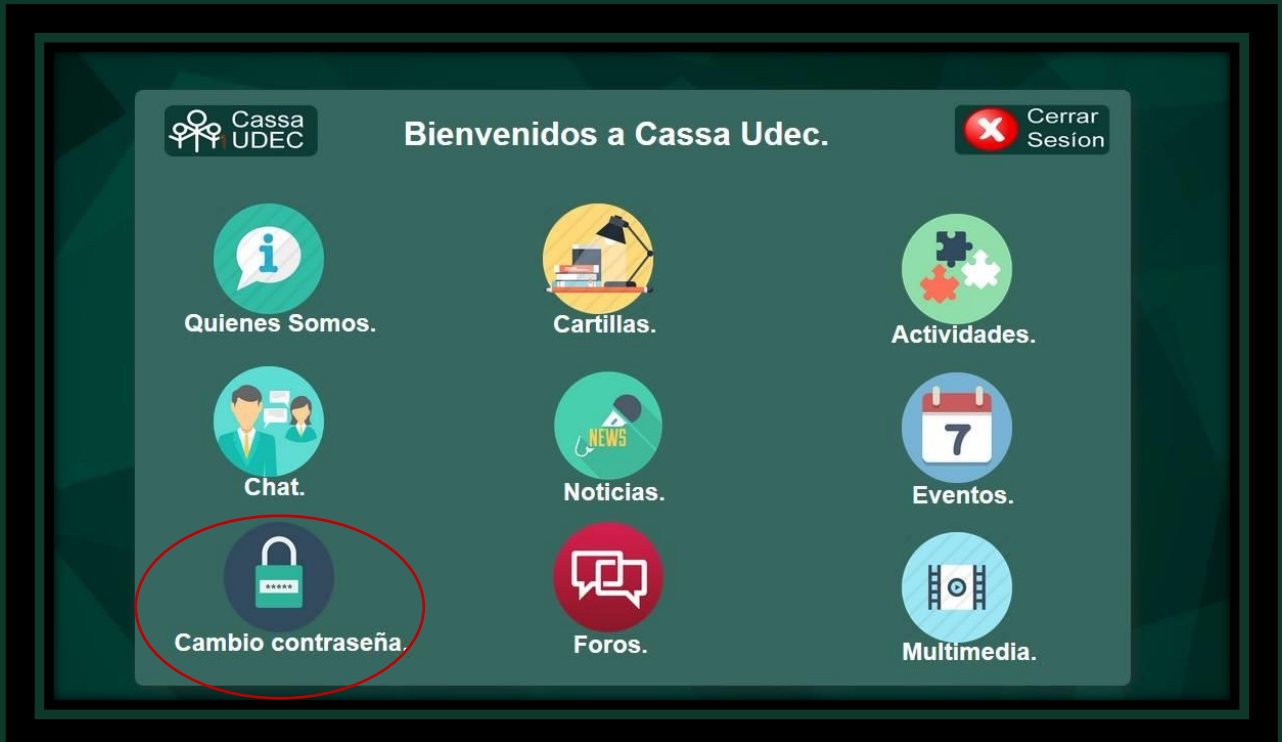 Cassa
UDEC
Bienvenidos a Cassa Udec.
Cerrar
Sesíon
Quienes Somos.
Cartillas.
Actividades.
Chat.
NEWS
Noticias.
7
Eventos.
*****
Cambio contraseña.
Foros.
Multimedia.